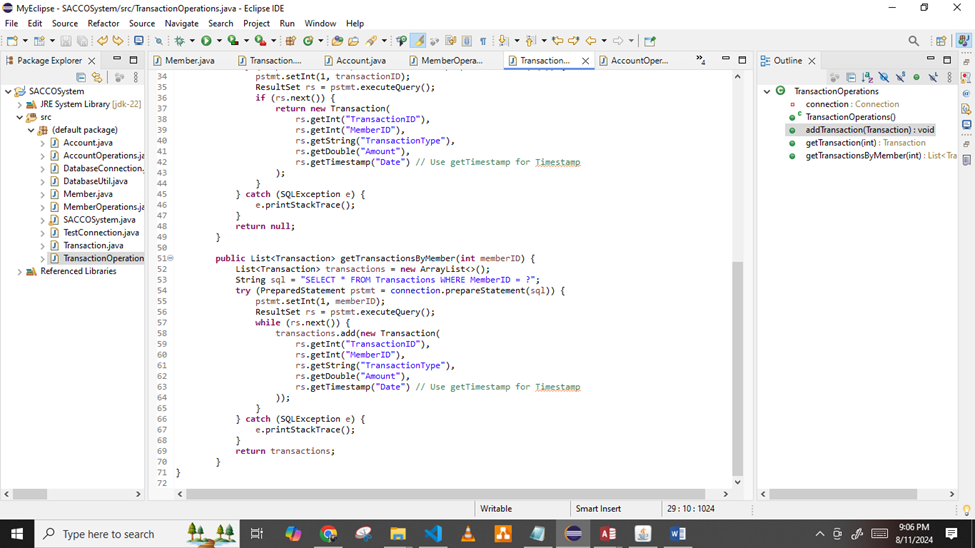 MyEclipse - SACCOSystem/src/TransactionOperations.java - Eclipse IDE
File Edit Source Refactor Source Navigate Search Project Run Window Help
Package Explorer
SACCOSystem
JRE System Library [jdk-22]
src
(default package)
Account.java
AccountOperations.ja
DatabaseConnection.
DatabaseUtil.java
Member.java
MemberOperations.ja
SACCOSystem.java
TestConnection.java
Transaction.java
TransactionOperation
Referenced Libraries
Member.java Transaction.... Account.java MemberOpera... Transaction... AccountOper... »4
34 pstmt.setInt(1, transactionID);
35 ResultSet rs = pstmt.executeQuery();
36 if (rs.next()) {
37 return new Transaction(
38 rs.getInt("TransactionID"),
39 rs.getInt("MemberID"),
40 rs.getString("TransactionType"),
41 rs.getDouble("Amount"),
42 rs.getTimestamp("Date") // Use getTimestamp for Timestamp
43 );
44 }
45 } catch (SQLException e) {
46 e.printStackTrace();
47 }
48 return null;
49 }
50
51 public List<Transaction> getTransactionsByMember(int memberID) {
52 List<Transaction> transactions = new ArrayList<>();
53 String sql = "SELECT * FROM Transactions WHERE MemberID = ?";
54 try (PreparedStatement pstmt = connection.prepareStatement(sql)) {
55 pstmt.setInt(1, memberID);
56 ResultSet rs = pstmt.executeQuery();
57 while (rs.next()) {
58 transactions.add(new Transaction(
59 rs.getInt("TransactionID"),
60 rs.getInt("MemberID"),
61 rs.getString("TransactionType"),
62 rs.getDouble("Amount"),
63 rs.getTimestamp("Date") // Use getTimestamp for Timestamp
64 ));
65 }
66 } catch (SQLException e) {
67 e.printStackTrace();
68 }
69 return transactions;
70 }
71 }
72
Outline
TransactionOperations
connection : Connection
TransactionOperations()
addTransaction(Transaction) : void
getTransaction(int) : Transaction
getTransactionsByMember(int) : List<Tra
Writable Smart Insert 29 : 10 : 1024
Type here to search
9:06 PM
8/11/2024